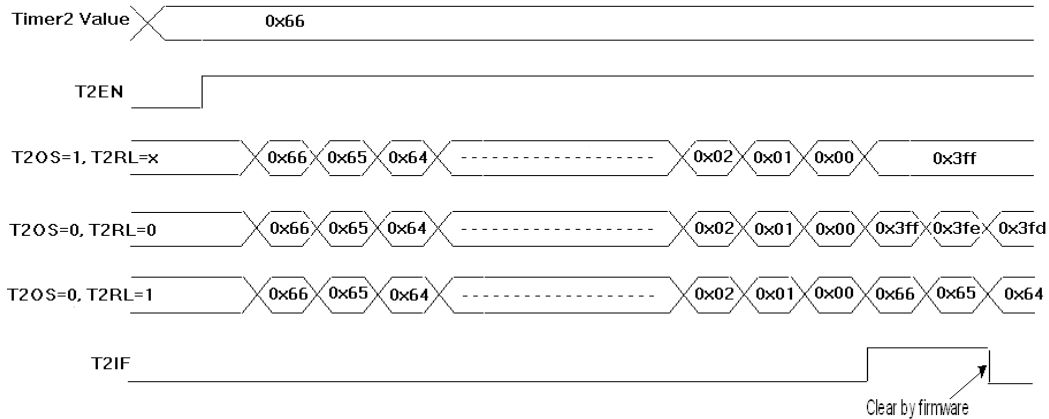 Timer2 Value 0x66
T2EN
T2OS=1, T2RL=x 0x66 0x65 0x64 0x02 0x01 0x00 0x3ff
T2OS=0, T2RL=0 0x66 0x65 0x64 0x02 0x01 0x00 0x3ff 0x3fe 0x3fd
T2OS=0, T2RL=1 0x66 0x65 0x64 0x02 0x01 0x00 0x66 0x65 0x64
T2IF
Clear by firmware